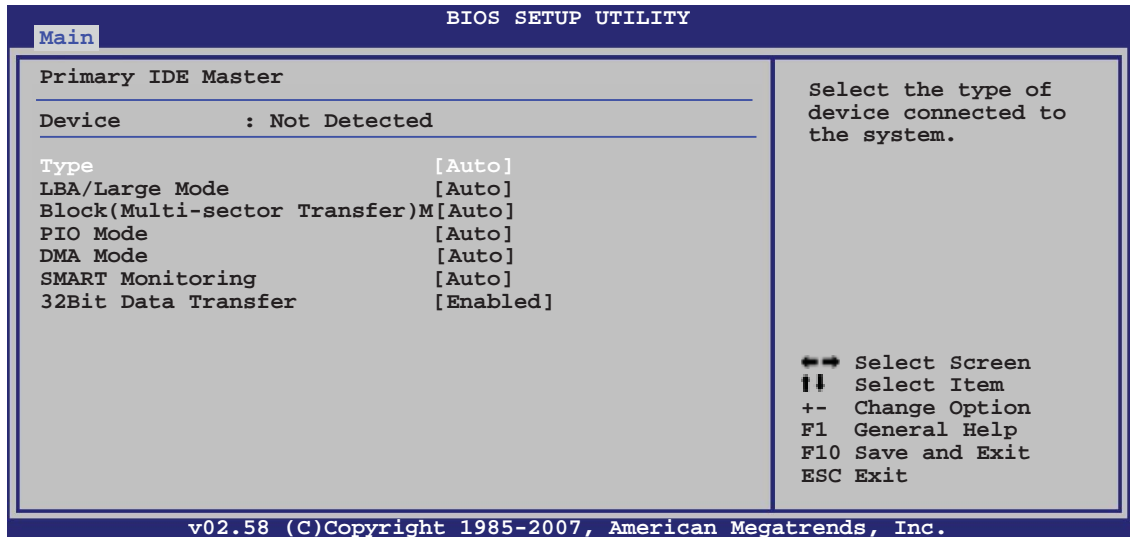 BIOS SETUP UTILITY
Main
Primary IDE Master
Device : Not Detected
Type [Auto]
LBA/Large Mode [Auto]
Block(Multi-sector Transfer)M[Auto]
PIO Mode [Auto]
DMA Mode [Auto]
SMART Monitoring [Auto]
32Bit Data Transfer [Enabled]
Select the type of
device connected to
the system.
←→ Select Screen
↑↓ Select Item
+- Change Option
F1 General Help
F10 Save and Exit
ESC Exit
v02.58 (C)Copyright 1985-2007, American Megatrends, Inc.